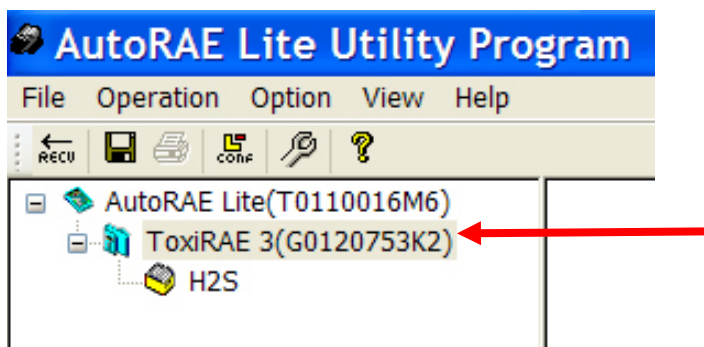 AutoRAE Lite Utility Program
File Operation Option View Help
RECV CONF ?
AutoRAE Lite(T0110016M6)
ToxiRAE 3(G0120753K2)
H2S